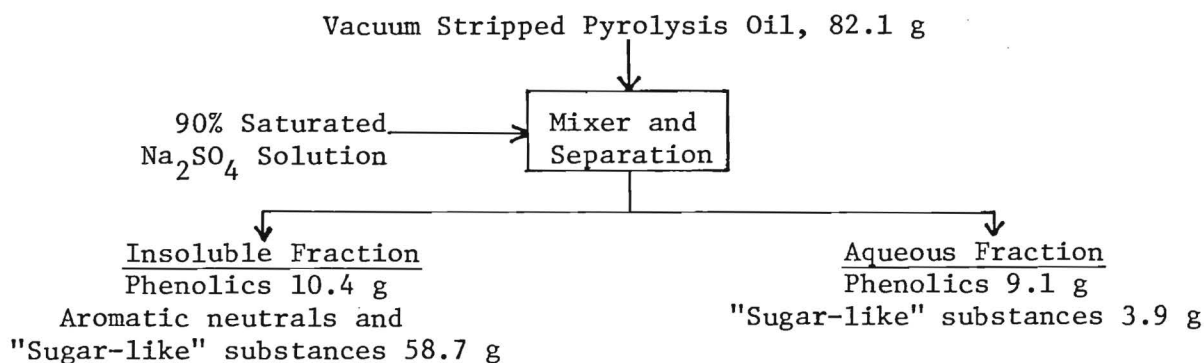 Vacuum Stripped Pyrolysis Oil, 82.1 g
90% Saturated
Na2SO4 Solution
Mixer and
Separation
Insoluble Fraction
Phenolics 10.4 g
Aromatic neutrals and
"Sugar-like" substances 58.7 g
Aqueous Fraction
Phenolics 9.1 g
"Sugar-like" substances 3.9 g